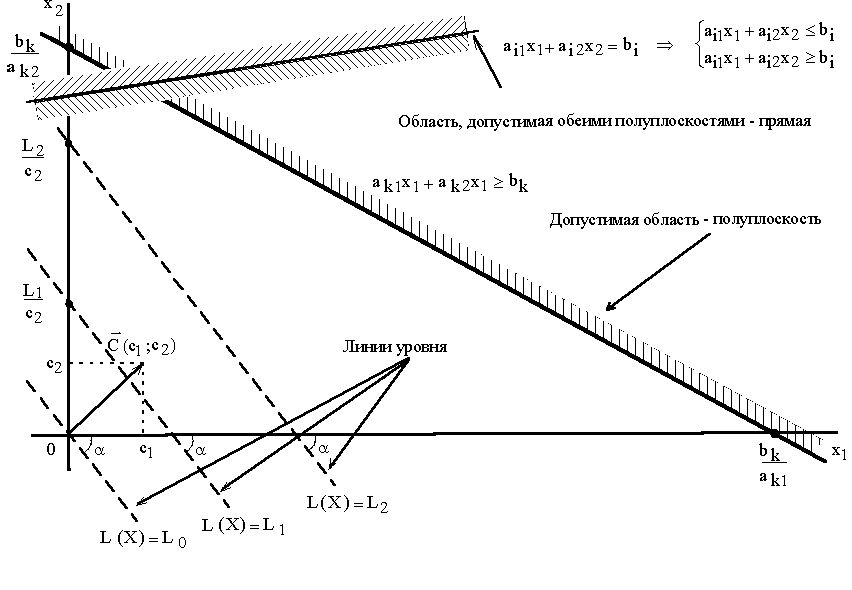 x₂
bₖ
aₖ₂
aᵢ₁x₁ + aᵢ₂x₂ = bᵢ ⇒ { aᵢ₁x₁ + aᵢ₂x₂ ≤ bᵢ
aᵢ₁x₁ + aᵢ₂x₂ ≥ bᵢ
Область, допустимая обеими полуплоскостями - прямая
L₂
c₂
aₖ₁x₁ + aₖ₂x₁ ≥ bₖ
Допустимая область - полуплоскость
L₁
c₂
C⃗ (c₁ ;c₂)
Линии уровня
c₂
0
α
c₁
α
α
x₁
bₖ
aₖ₁
L (X) = L₀
L (X) = L₁
L (X) = L₂